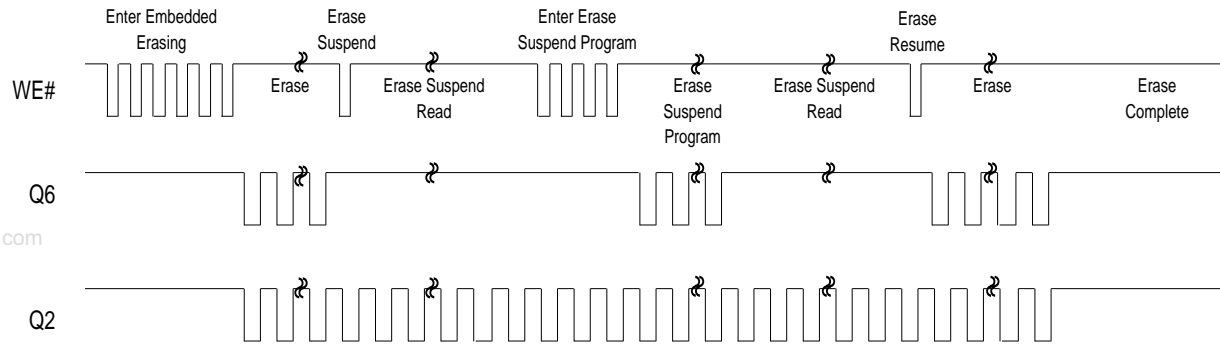 Enter Embedded
Erasing
Erase
Suspend
Enter Erase
Suspend Program
Erase
Resume
WE#
Erase
Erase Suspend
Read
Erase
Suspend
Program
Erase Suspend
Read
Erase
Erase
Complete
Q6
com
Q2